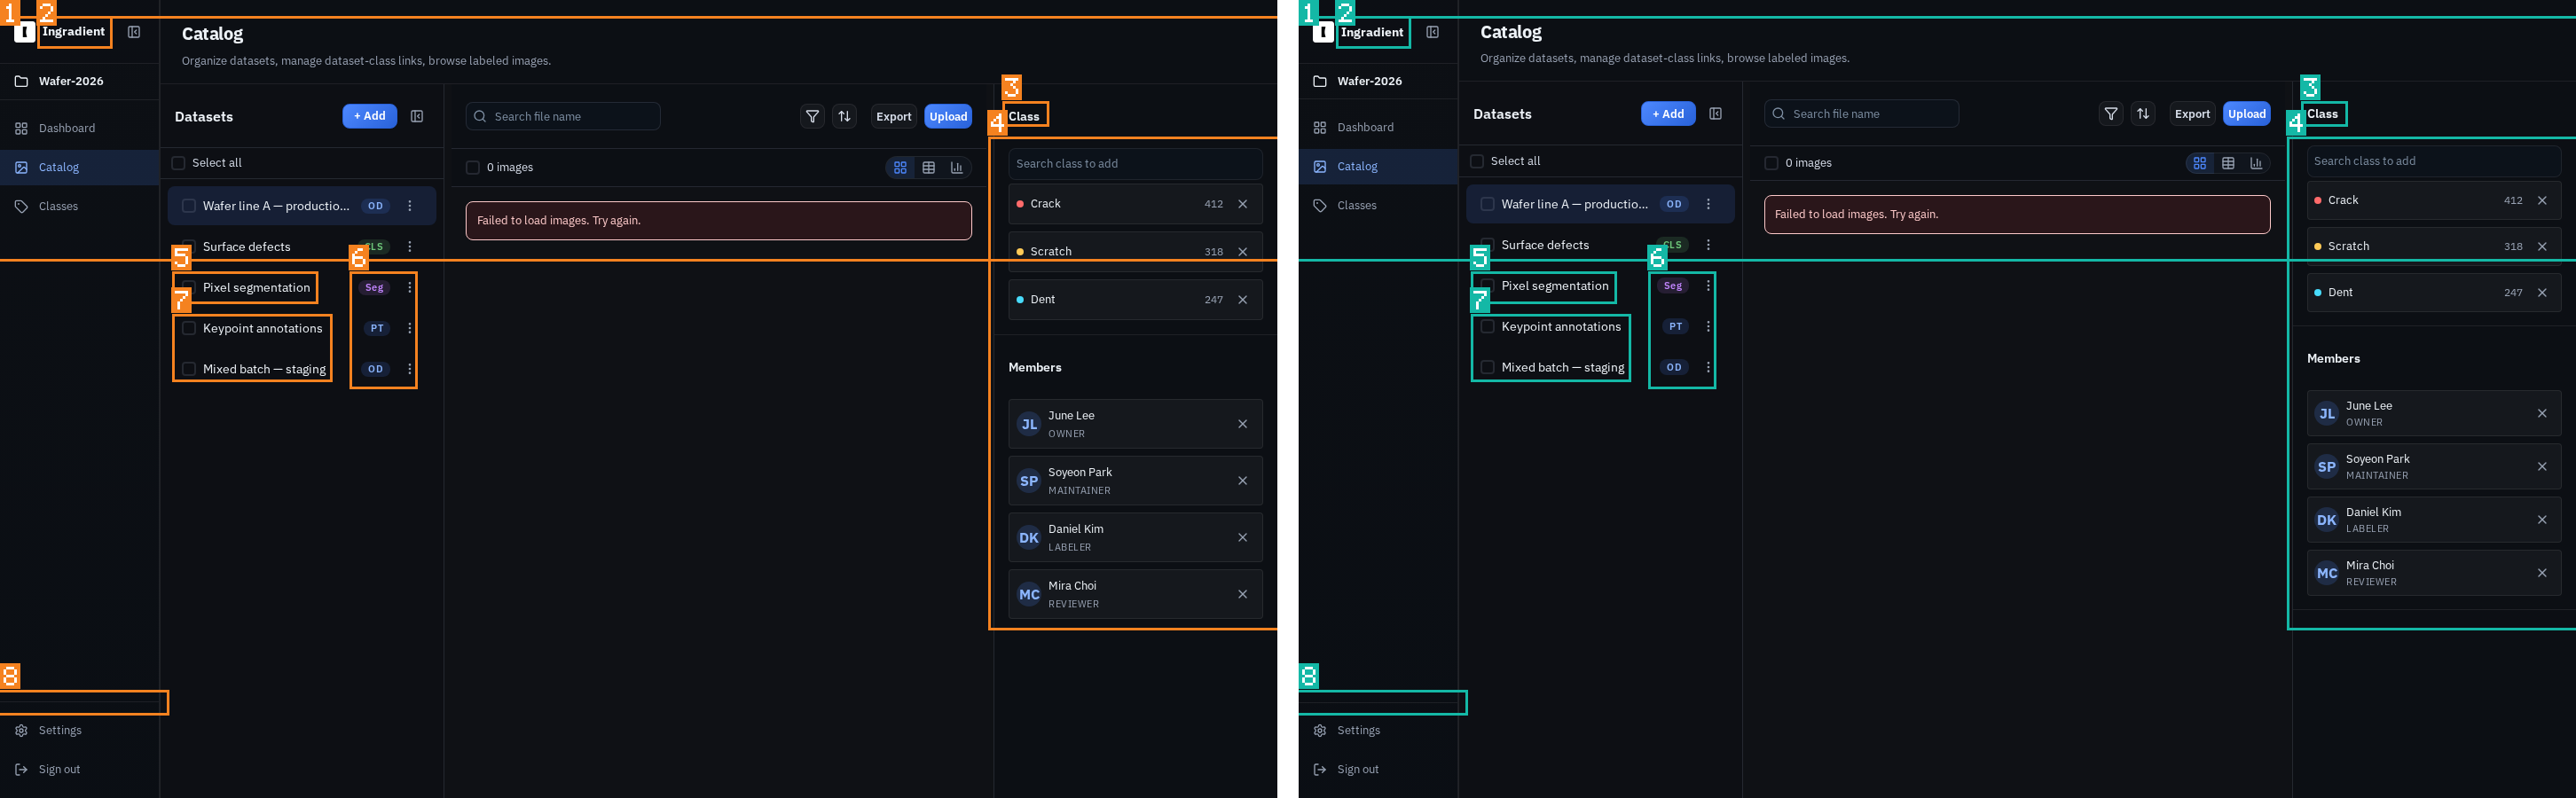 1 2
Ingradient
Wafer-2026
Dashboard
Catalog
Classes
Catalog
Organize datasets, manage dataset-class links, browse labeled images.
Datasets
+ Add
Select all
Wafer line A — productio... OD
Surface defects CLS
5 6
Pixel segmentation Seg
7
Keypoint annotations PT
Mixed batch — staging OD
Search file name
Export
Upload
0 images
Failed to load images. Try again.
3
4
Class
Search class to add
Crack 412
Scratch 318
Dent 247
Members
JL June Lee
OWNER
SP Soyeon Park
MAINTAINER
DK Daniel Kim
LABELER
MC Mira Choi
REVIEWER
8
Settings
Sign out
1 2
Ingradient
Wafer-2026
Dashboard
Catalog
Classes
Catalog
Organize datasets, manage dataset-class links, browse labeled images.
Datasets
+ Add
Select all
Wafer line A — productio... OD
Surface defects CLS
5 6
Pixel segmentation Seg
7
Keypoint annotations PT
Mixed batch — staging OD
Search file name
Export
Upload
0 images
Failed to load images. Try again.
3
4
Class
Search class to add
Crack 412
Scratch 318
Dent 247
Members
JL June Lee
OWNER
SP Soyeon Park
MAINTAINER
DK Daniel Kim
LABELER
MC Mira Choi
REVIEWER
8
Settings
Sign out